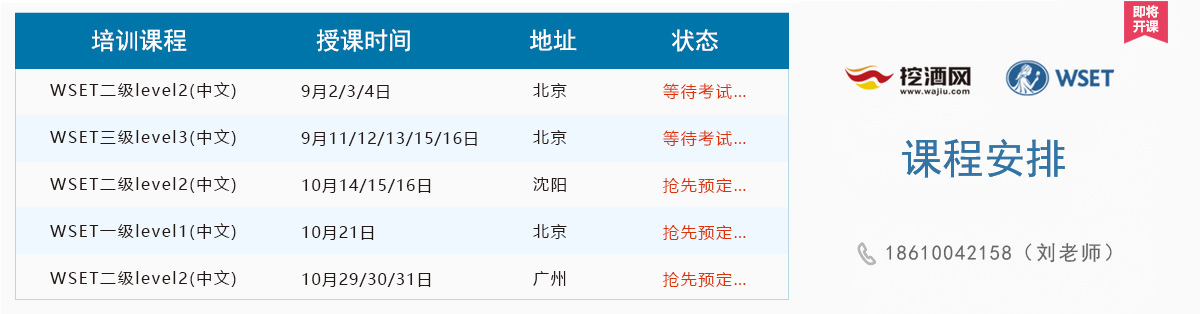 培训课程 授课时间 地址 状态
WSET二级level2(中文) 9月2/3/4日 北京 等待考试...
WSET三级level3(中文) 9月11/12/13/15/16日 北京 等待考试...
WSET二级level2(中文) 10月14/15/16日 沈阳 抢先预定...
WSET一级level1(中文) 10月21日 北京 抢先预定...
WSET二级level2(中文) 10月29/30/31日 广州 抢先预定...
即将
开课
挖酒网
www.wajiu.com
WSET
课程安排
18610042158（刘老师）